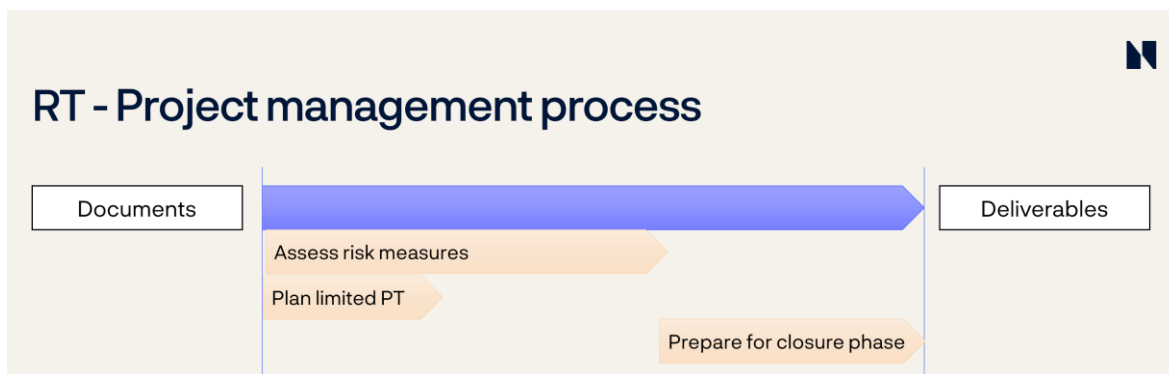 RT - Project management process
Documents
Deliverables
Assess risk measures
Plan limited PT
Prepare for closure phase